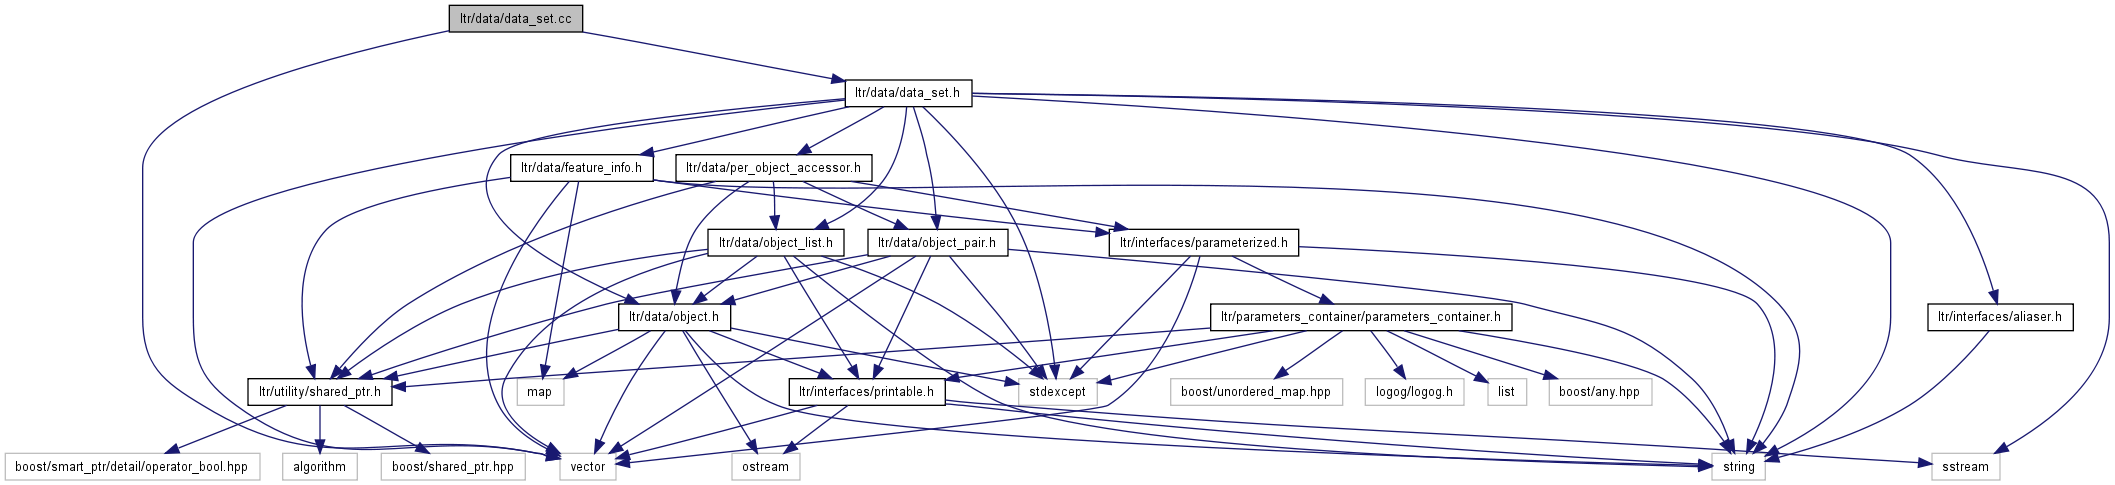 ltr/data/data_set.cc
ltr/data/data_set.h
ltr/data/feature_info.h
ltr/data/per_object_accessor.h
ltr/data/object_list.h
ltr/data/object_pair.h
ltr/interfaces/parameterized.h
ltr/data/object.h
ltr/parameters_container/parameters_container.h
ltr/interfaces/aliaser.h
ltr/utility/shared_ptr.h
map
ltr/interfaces/printable.h
stdexcept
boost/unordered_map.hpp
logog/logog.h
list
boost/any.hpp
boost/smart_ptr/detail/operator_bool.hpp
algorithm
boost/shared_ptr.hpp
vector
ostream
string
sstream